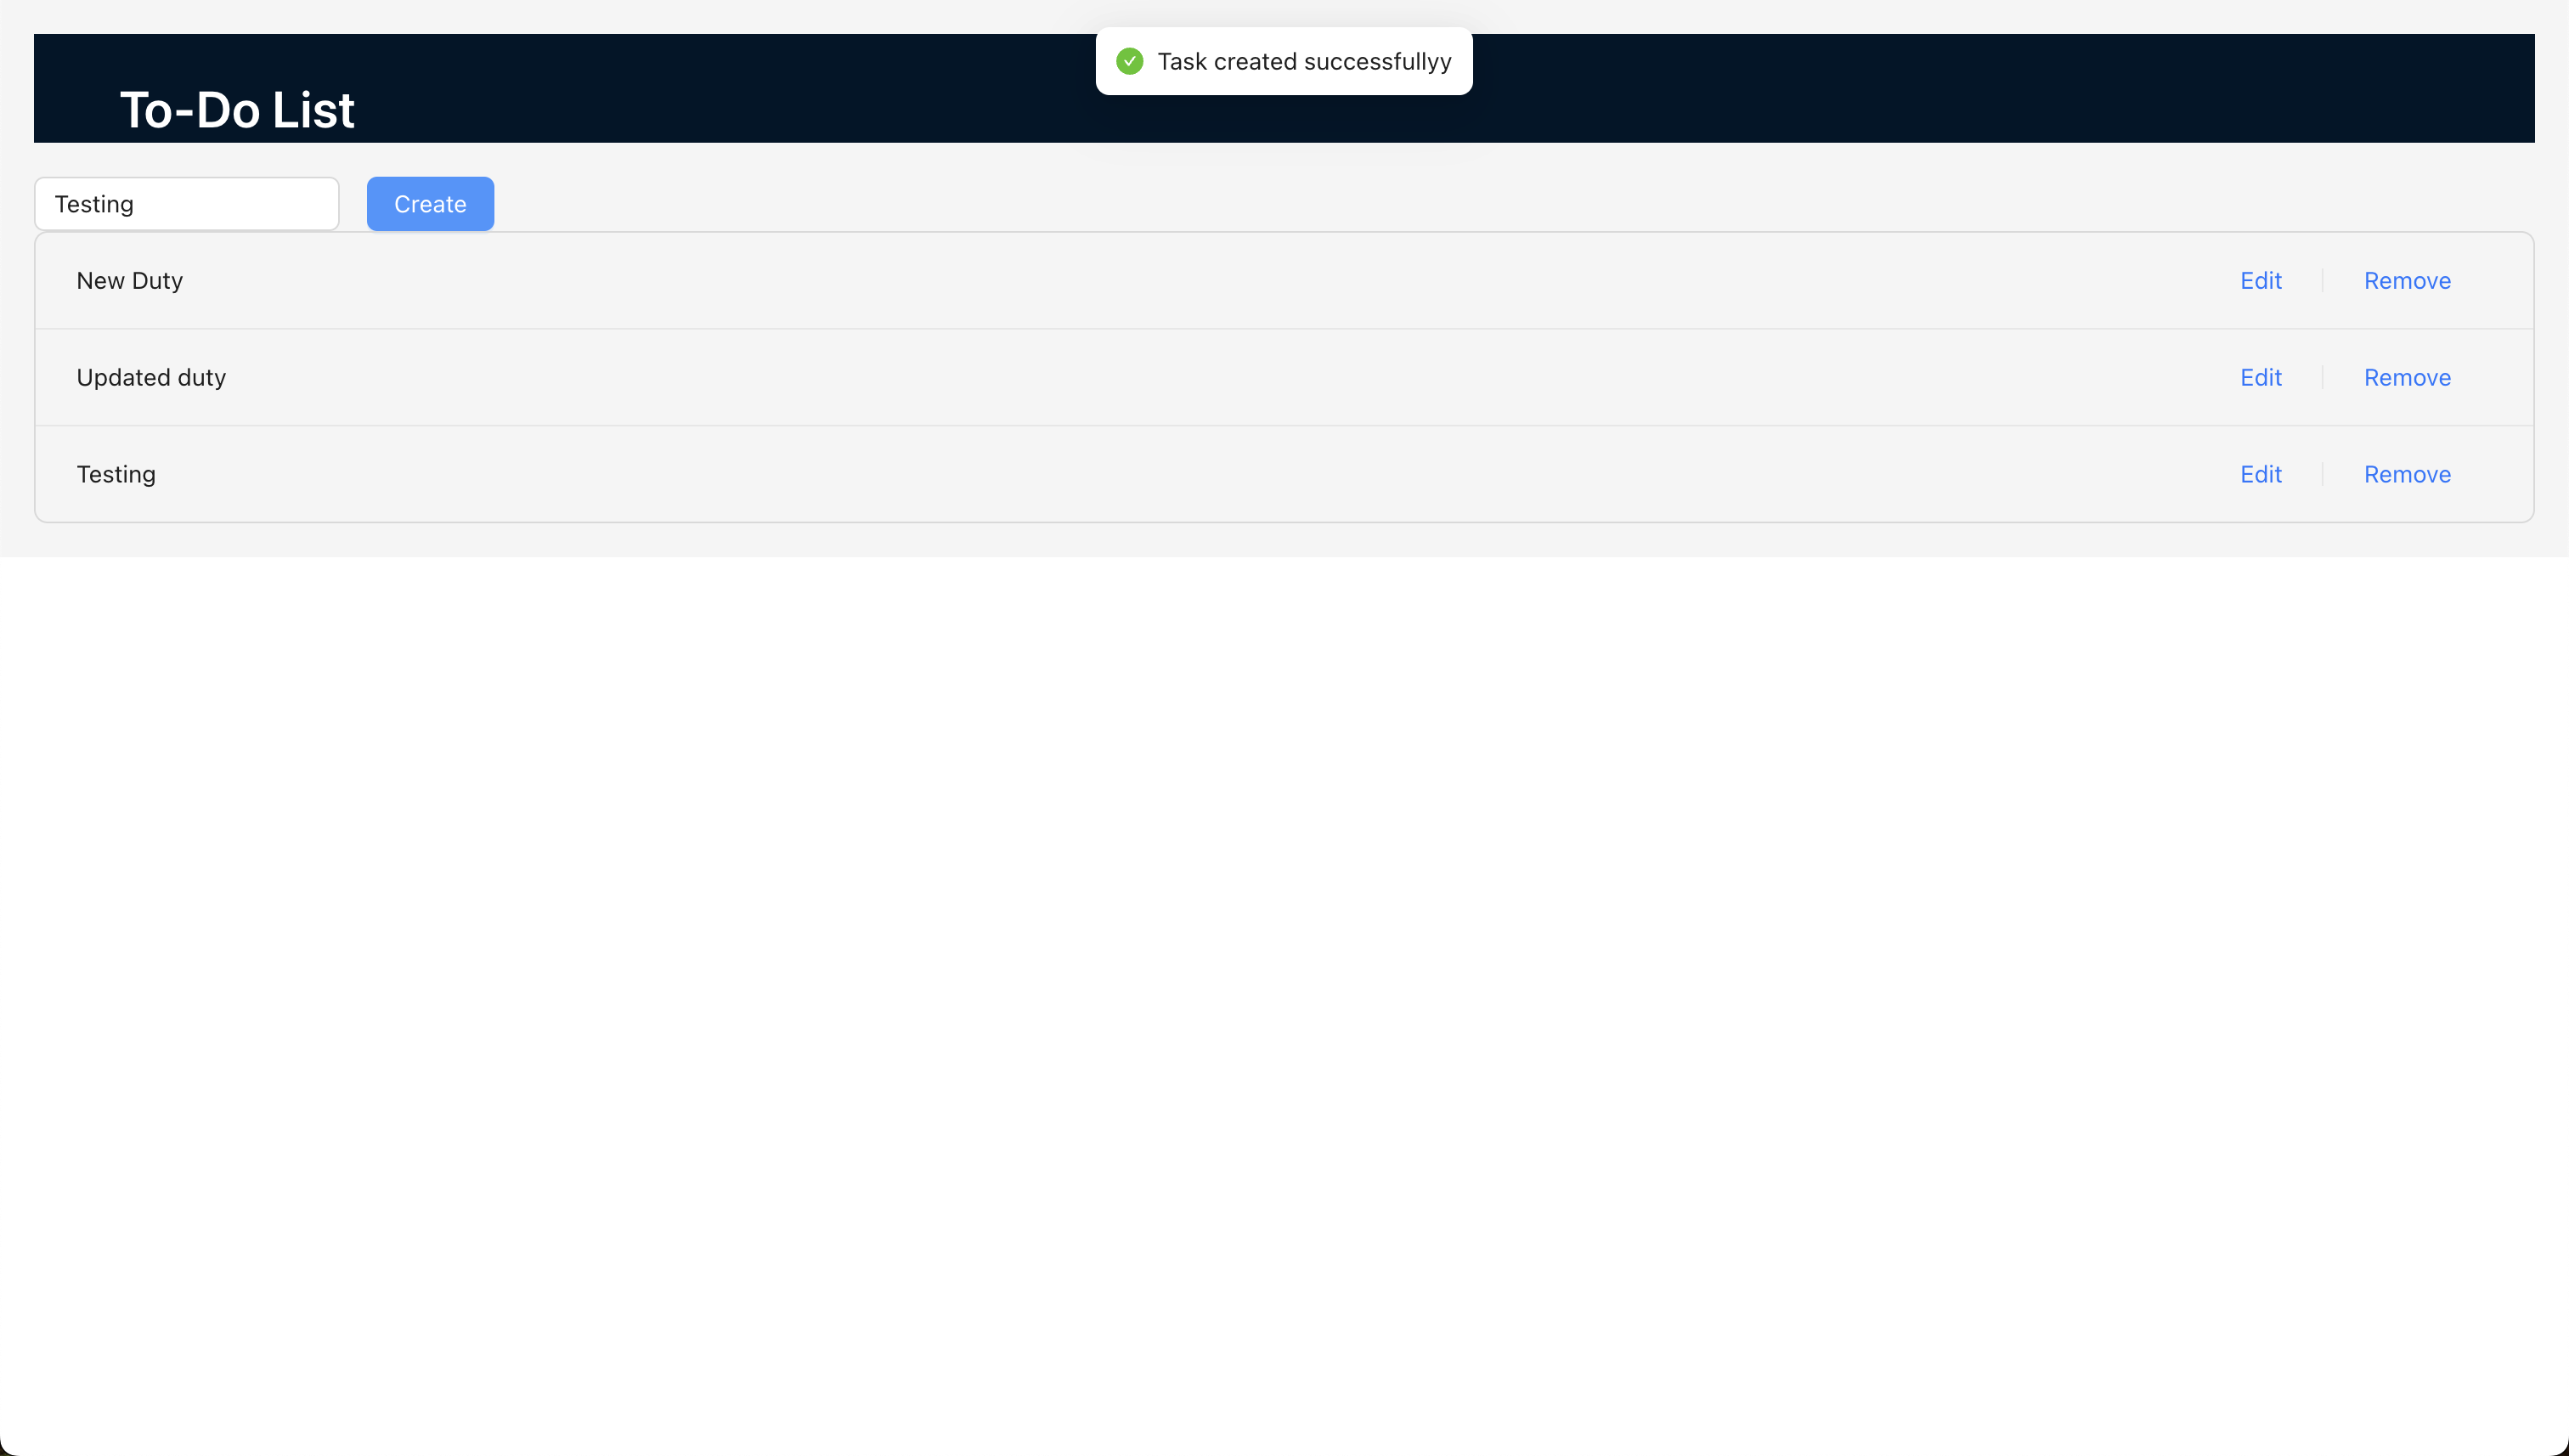 Task created successfullyy
To-Do List
Testing Create
New Duty Edit Remove
Updated duty Edit Remove
Testing Edit Remove